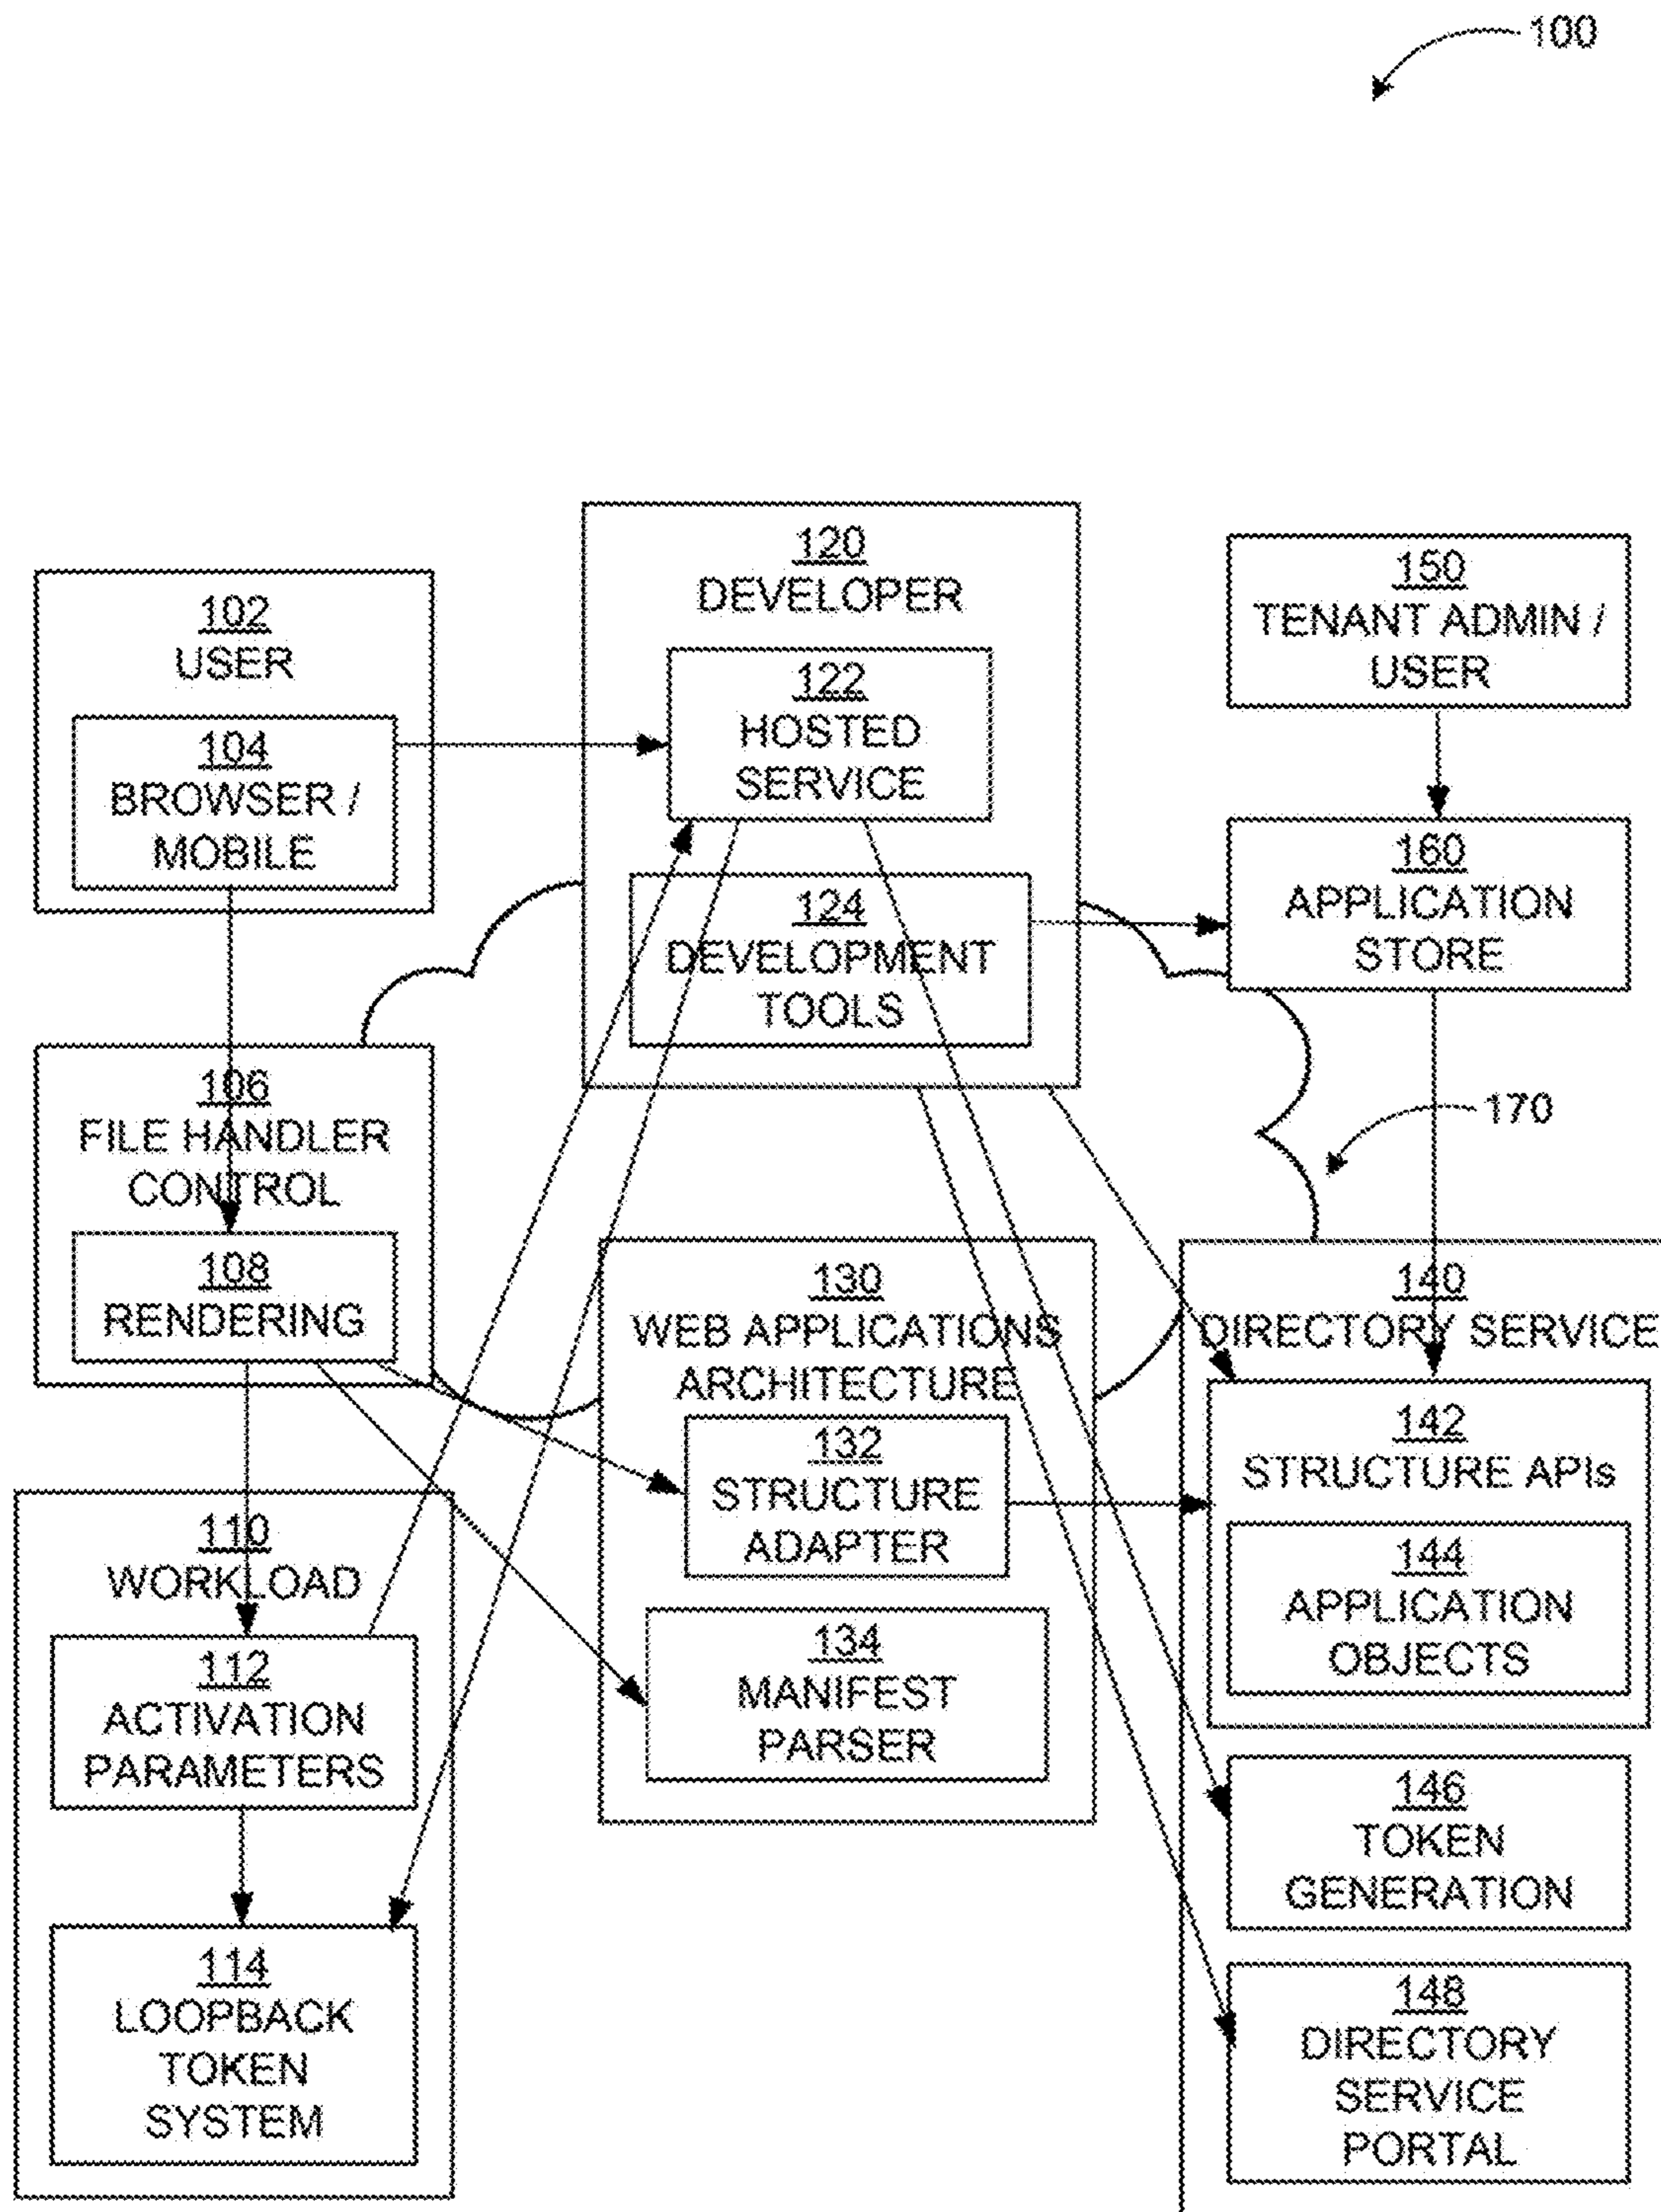 100
102
USER
104
BROWSER /
MOBILE
106
FILE HANDLER
CONTROL
108
RENDERING
110
WORKLOAD
112
ACTIVATION
PARAMETERS
114
LOOPBACK
TOKEN
SYSTEM
120
DEVELOPER
122
HOSTED
SERVICE
124
DEVELOPMENT
TOOLS
130
WEB APPLICATIONS
ARCHITECTURE
132
STRUCTURE
ADAPTER
134
MANIFEST
PARSER
150
TENANT ADMIN /
USER
160
APPLICATION
STORE
170
140
DIRECTORY SERVICE
142
STRUCTURE APIs
144
APPLICATION
OBJECTS
146
TOKEN
GENERATION
148
DIRECTORY
SERVICE
PORTAL